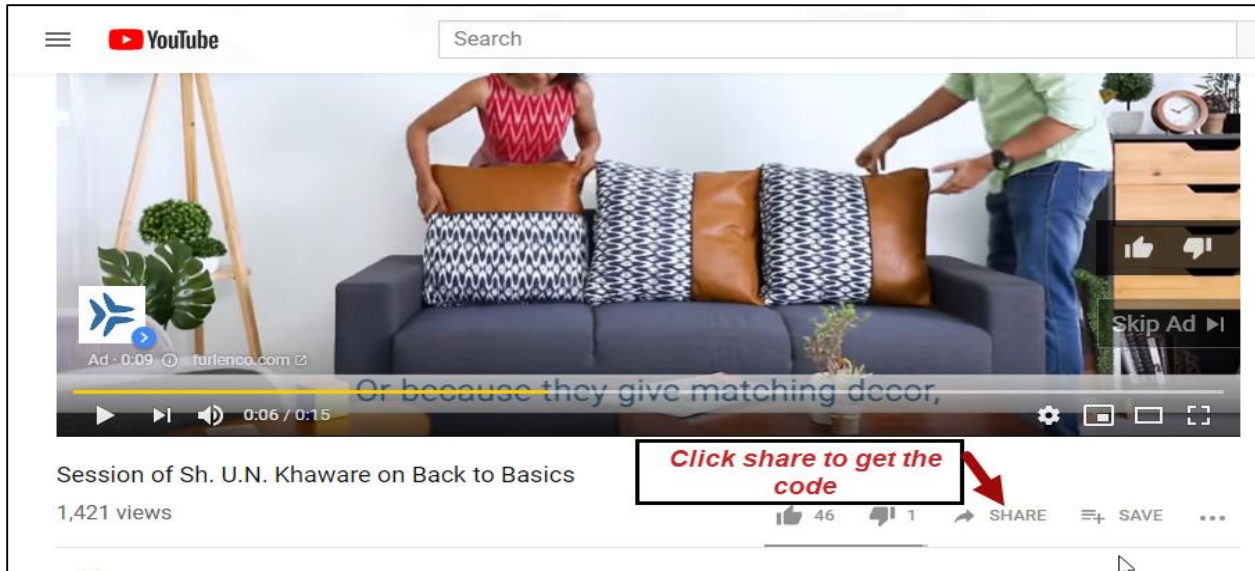 YouTube
Search
Skip Ad
Ad · 0:09 furlenco.com
Or because they give matching decor,
0:06 / 0:15
Click share to get the
code
Session of Sh. U.N. Khaware on Back to Basics
1,421 views
46 1 SHARE SAVE